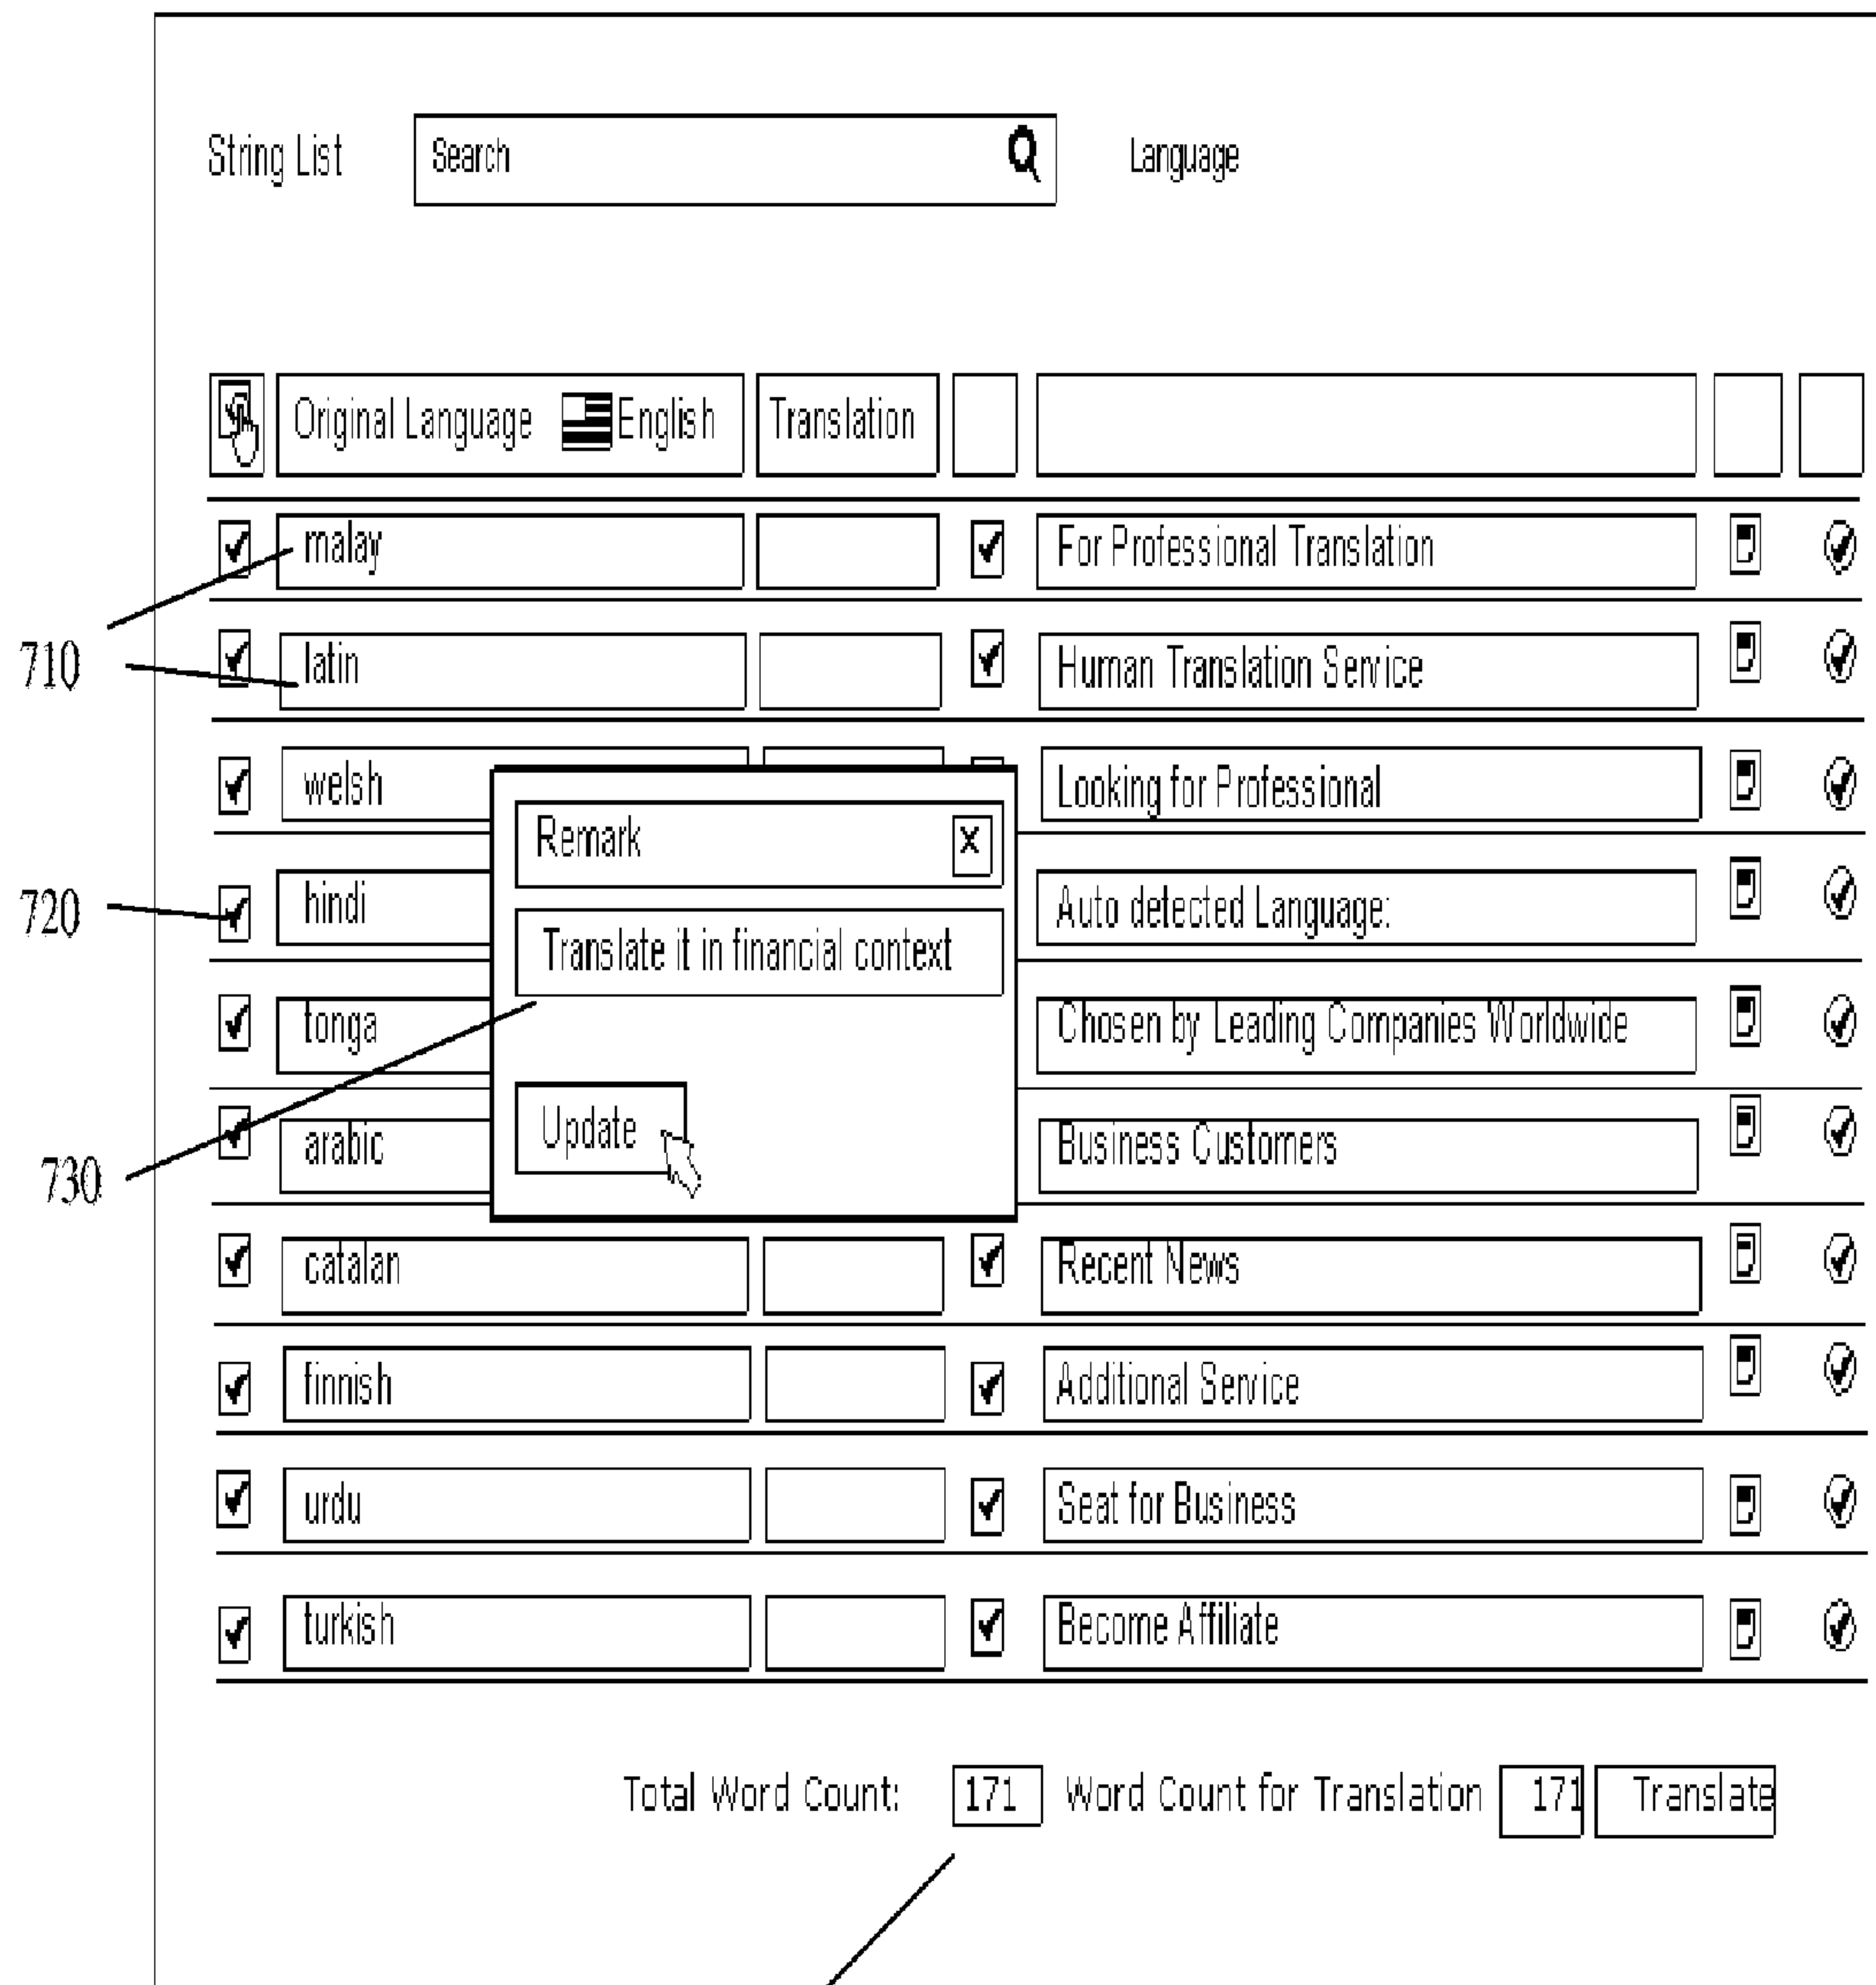 String List Search Language
Original Language English Translation
malay For Professional Translation
710
latin Human Translation Service
welsh Looking for Professional
Remark X
720 hindi Auto detected Language:
Translate it in financial context
tonga Chosen by Leading Companies Worldwide
730 arabic Update Business Customers
catalan Recent News
finnish Additional Service
urdu Seat for Business
turkish Become Affiliate
Total Word Count: 171 Word Count for Translation 171 Translate